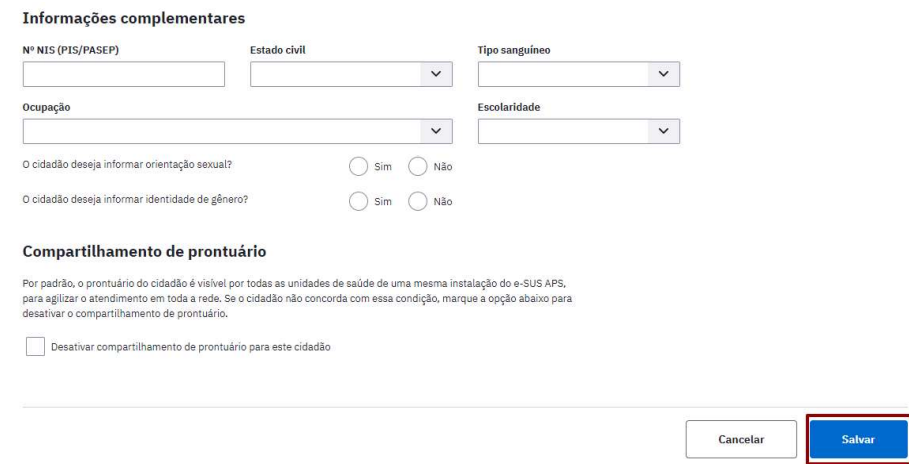 Informações complementares
Nº NIS (PIS/PASEP) Estado civil Tipo sanguíneo
Ocupação Escolaridade
O cidadão deseja informar orientação sexual? Sim Não
O cidadão deseja informar identidade de gênero? Sim Não
Compartilhamento de prontuário
Por padrão, o prontuário do cidadão é visível por todas as unidades de saúde de uma mesma instalação do e-SUS APS,
para agilizar o atendimento em toda a rede. Se o cidadão não concorda com essa condição, marque a opção abaixo para
desativar o compartilhamento de prontuário.
Desativar compartilhamento de prontuário para este cidadão
Cancelar Salvar